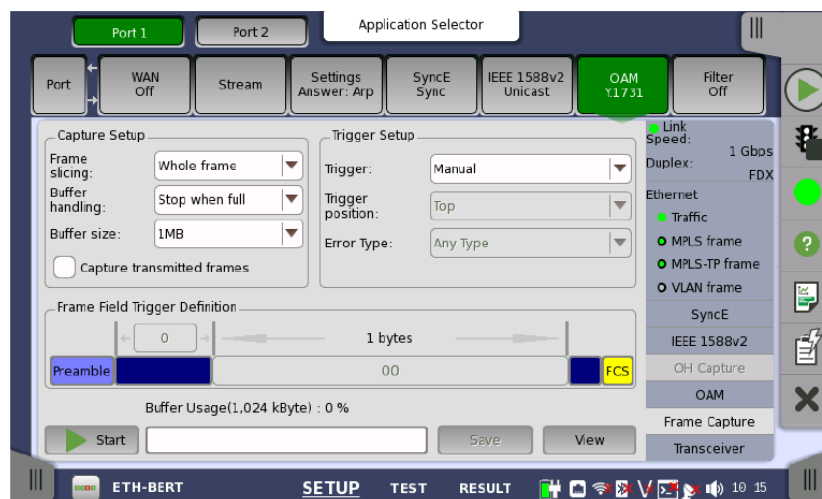 Port 1
Port 2
Application Selector
Port
WAN
Off
Stream
Settings
Answer: Arp
SyncE
Sync
IEEE 1588v2
Unicast
OAM
Y.1731
Filter
Off
Capture Setup
Frame
slicing:
Whole frame
Buffer
handling:
Stop when full
Buffer size:
1MB
Capture transmitted frames
Trigger Setup
Trigger:
Manual
Trigger
position:
Top
Error Type:
Any Type
Link
Speed:
1 Gbps
Duplex:
FDX
Ethernet
Traffic
MPLS frame
MPLS-TP frame
VLAN frame
SyncE
IEEE 1588v2
OH Capture
OAM
Frame Capture
Transceiver
Frame Field Trigger Definition
0
1 bytes
Preamble
00
FCS
Buffer Usage(1,024 kByte) : 0 %
Start
Save
View
ETH-BERT
SETUP
TEST
RESULT
10 15